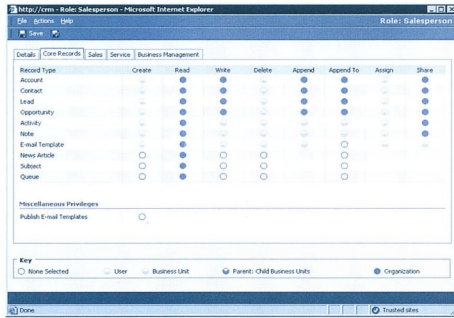 http://crm - Role: Salesperson - Microsoft Internet Explorer
File Actions Help Role: Salesperson
Save
Details Core Records Sales Service Business Management
Record Type Create Read Write Delete Append Append To Assign Share
Account
Contact
Lead
Opportunity
Activity
Note
E-mail Template
News Article
Subject
Queue
Miscellaneous Privileges
Publish E-mail Templates
Key
None Selected User Business Unit Parent: Child Business Units Organization
Done Trusted sites